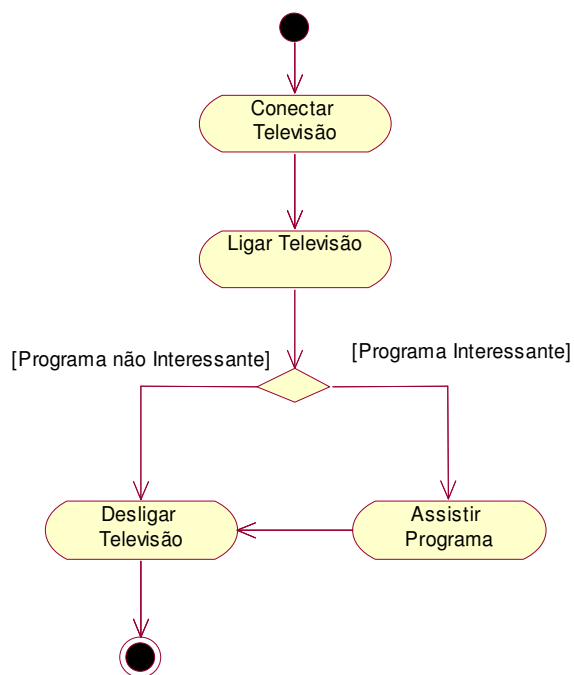 Conectar
Televisão
Ligar Televisão
[Programa não Interessante]
[Programa Interessante]
Desligar
Televisão
Assistir
Programa